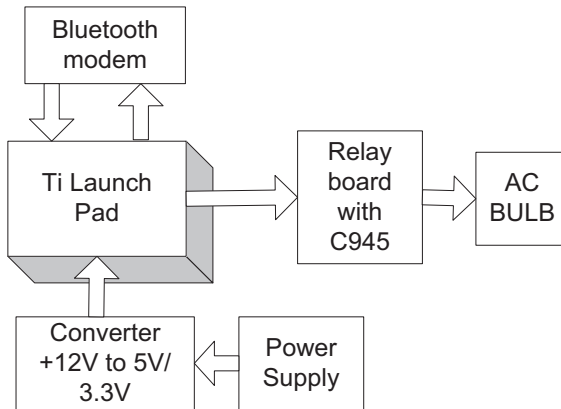 Bluetooth
modem
Ti Launch
Pad
Relay
board
with
C945
AC
BULB
Converter
+12V to 5V/
3.3V
Power
Supply